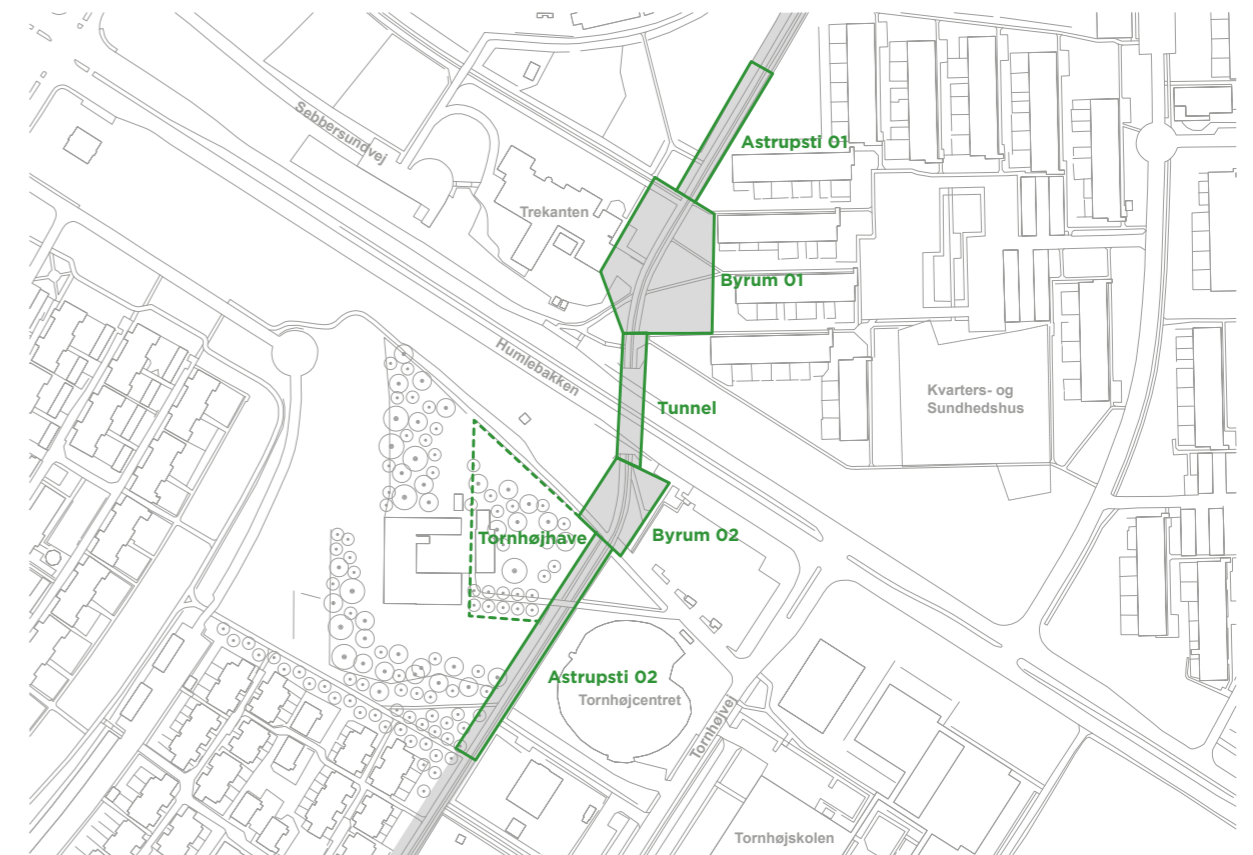 Sebbersundvej
Astrupsti 01
Trekanten
Byrum 01
Humlebakken
Kvarters- og
Sundhedshus
Tunnel
Tornhøjhave
Byrum 02
Astrupsti 02
Tornhøjcentret
Tornhøjvej
Tornhøjskolen